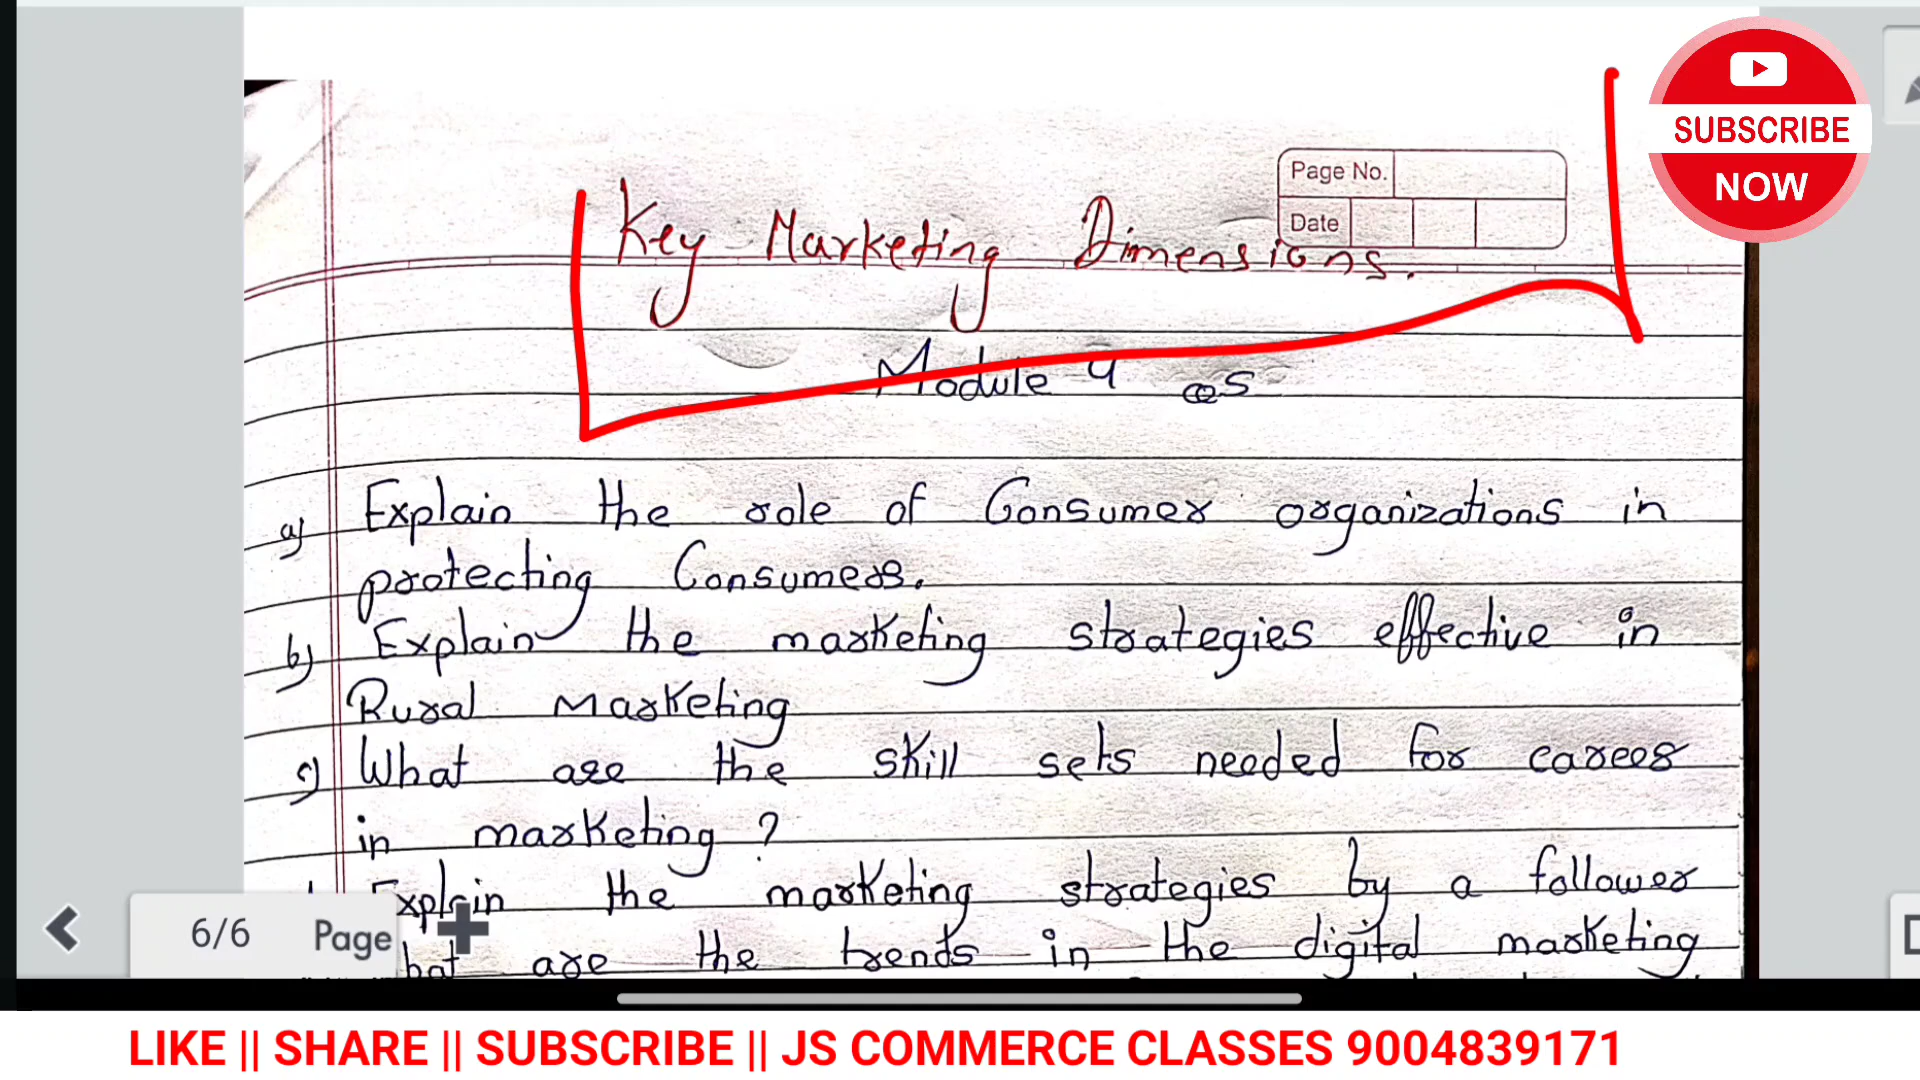 SUBSCRIBE
NOW
Page No.
Date
Key Marketing Dimensions.
Module 4
a) Explain the role of Consumer organizations in
protecting Consumers.
b) Explain the marketing strategies effective in
Rural Marketing
c) What are the skill sets needed for career
in marketing?
Explain the marketing strategies by a follower
hat are the trends in the digital marketing
6/6 Page
LIKE || SHARE || SUBSCRIBE || JS COMMERCE CLASSES 9004839171